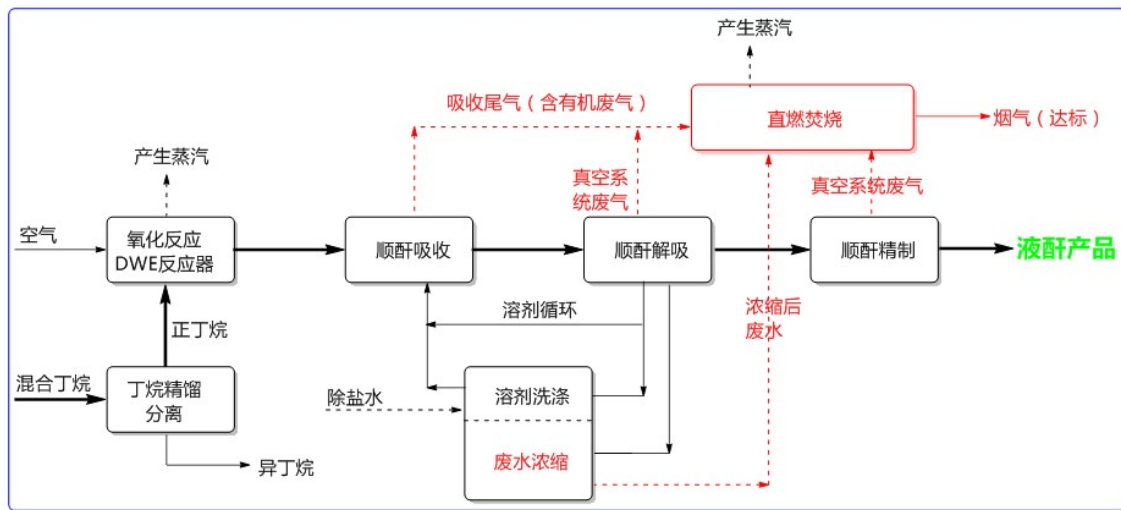 产生蒸汽
吸收尾气（含有机废气）
直燃焚烧
烟气（达标）
产生蒸汽
真空系
统废气
真空系统废气
空气
氧化反应
DWE反应器
顺酐吸收
顺酐解吸
顺酐精制
液酐产品
正丁烷
溶剂循环
浓缩后
废水
混合丁烷
丁烷精馏
分离
除盐水
溶剂洗涤
废水浓缩
异丁烷